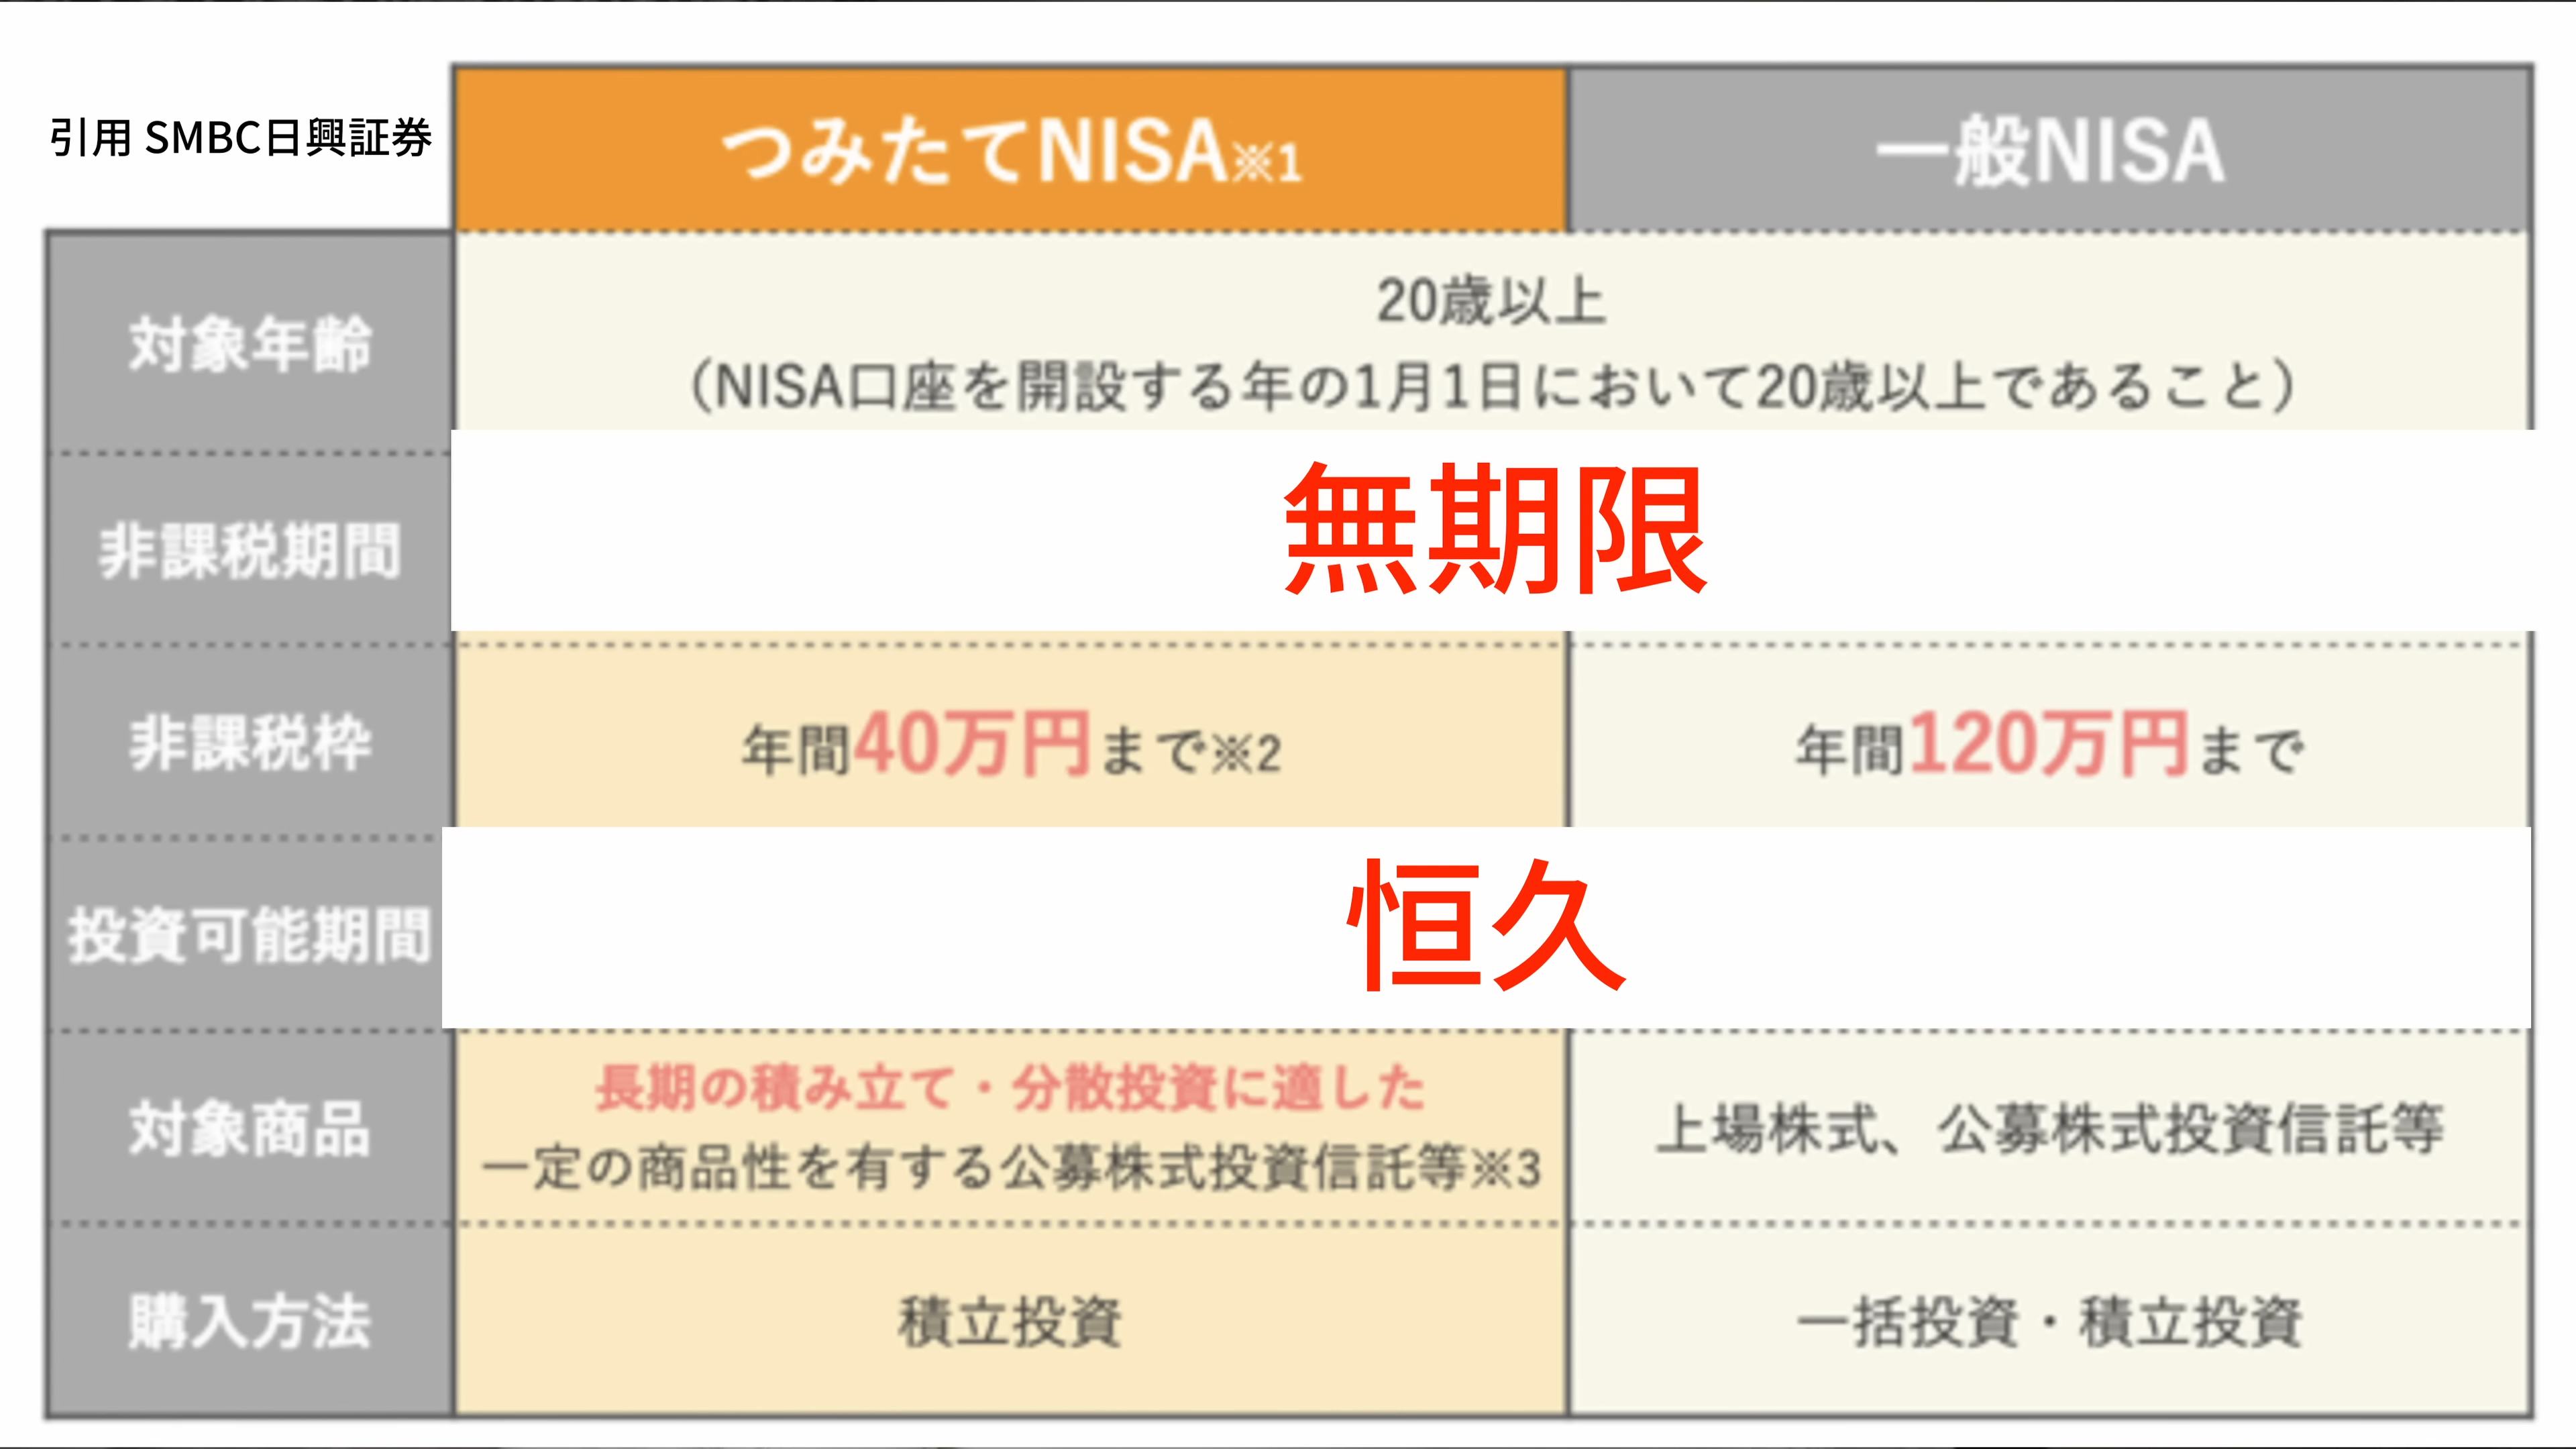 引用 SMBC日興証券
つみたてNISA※1
一般NISA
対象年齢
20歳以上
（NISA口座を開設する年の1月1日において20歳以上であること）
非課税期間
無期限
非課税枠
年間40万円まで※2
年間120万円まで
投資可能期間
恒久
対象商品
長期の積み立て・分散投資に適した
一定の商品性を有する公募株式投資信託等※3
上場株式、公募株式投資信託等
購入方法
積立投資
一括投資・積立投資